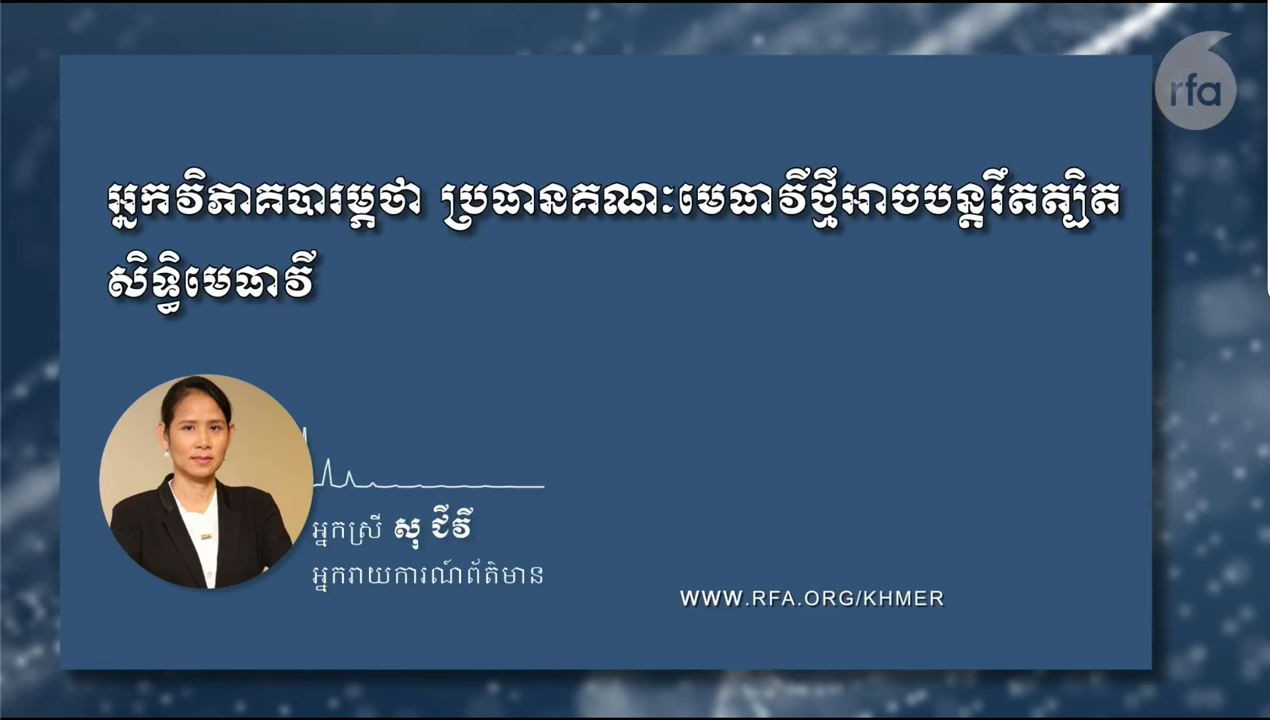 rfa
អ្នកវិភាគបារម្ភថា ប្រធានគណៈមេធាវីថ្មីអាចបន្តរឹតត្បិត
សិទ្ធិមេធាវី
អ្នកស្រី សុ ជីវី
អ្នករាយការណ៍ព័ត៌មាន
WWW.RFA.ORG/KHMER